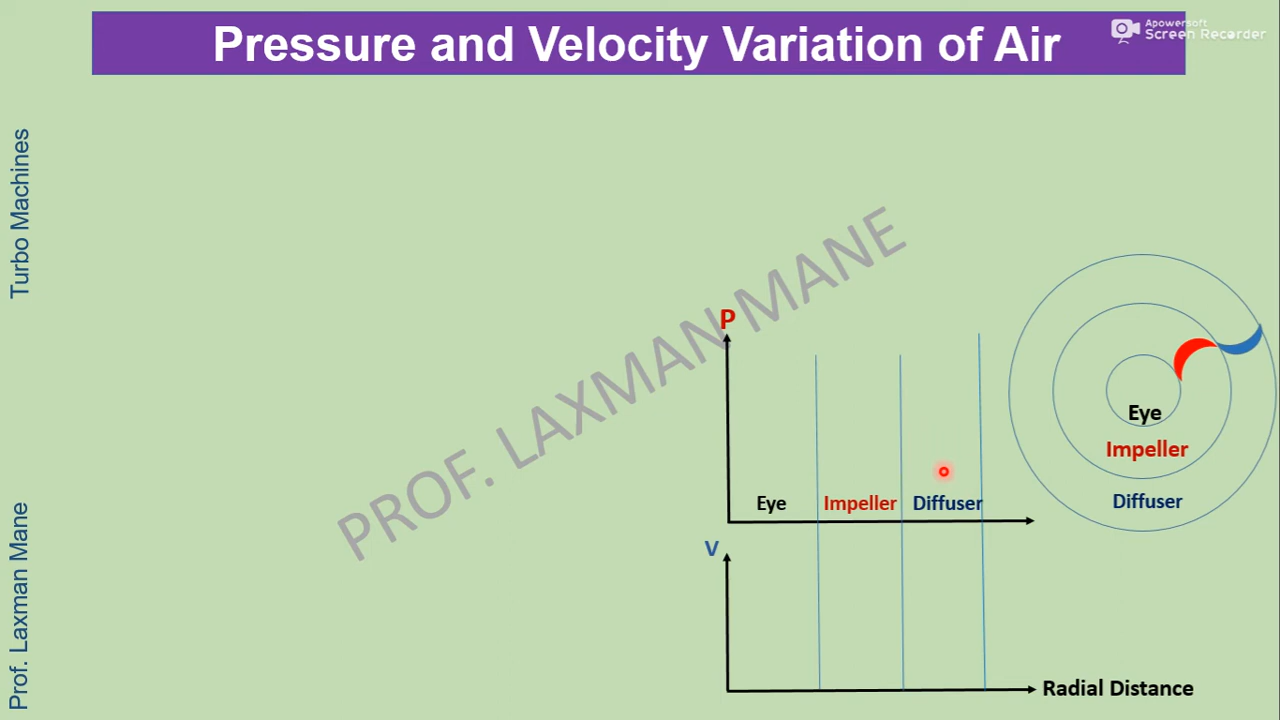 Pressure and Velocity Variation of Air
Apowersoft
Screen Recorder
Turbo Machines
Prof. Laxman Mane
PROF. LAXMAN MANE
P
Eye
Impeller
Diffuser
V
Radial Distance
Eye
Impeller
Diffuser